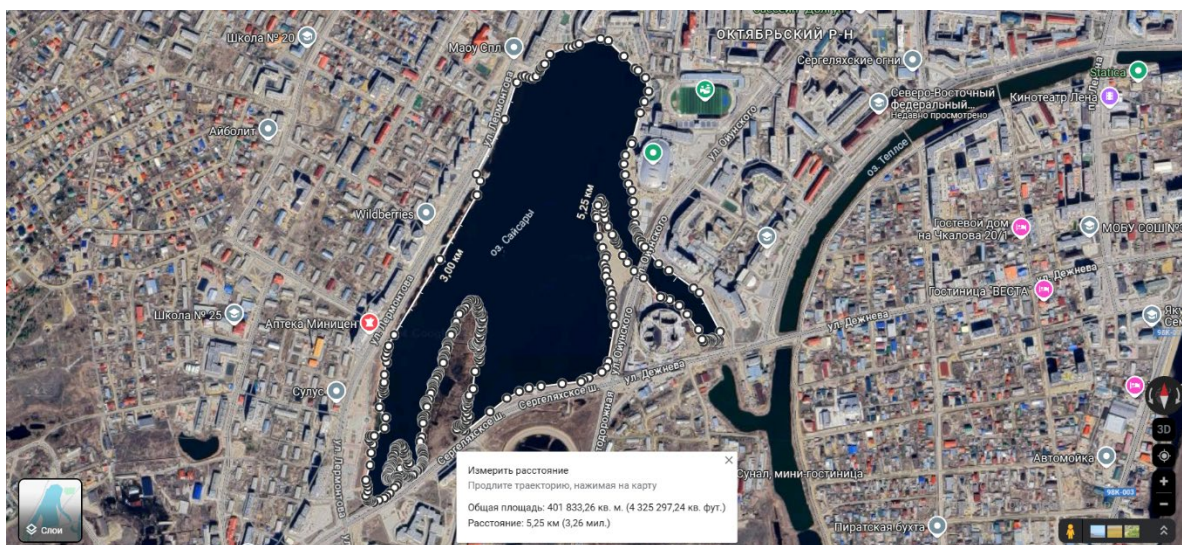 ОКТЯБРЬСКИЙ Р-Н
Школа № 20
Маоу Спл
Сергеляхские огни
Statica
Северо-Восточный
федеральный...
Недавно просмотрено
Кинотеатр Лена
ул. Лермонтова
Айболит
ул. Ойунского
оз. Теплое
5,25 км
Wildberries
оз. Сайсары
Гостевой дом
на Чкалова 20/1
МОБУ СОШ №
ул. Ойунского
3,00 км
ул. Дежнева
Гостиница "ВЕСТА"
Школа № 25
Аптека Миницен
ул. Лермонтова
ул. Ойунского
ул. Дежнева
ул. Дежнева
Сулус
Сергеляхское ш.
Сергеляхское ш.
ул. Лермонтова
3D
Измерить расстояние
Продлите траекторию, нажимая на карту
Общая площадь: 401 833,26 кв. м. (4 325 297,24 кв. фут.)
Расстояние: 5,25 км (3,26 мил.)
Сунал, мини-гостиница
Автомойка
98К-003
Пиратская бухта
Слои